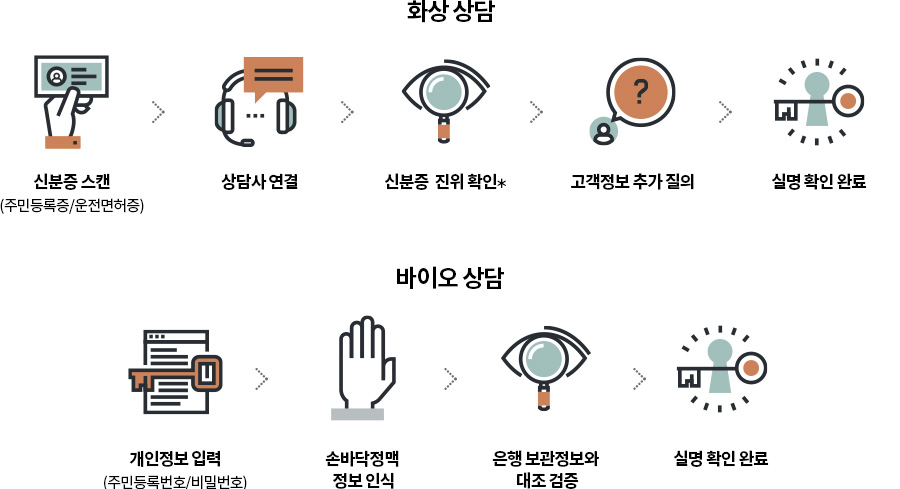 화상 상담
?
신분증 스캔
(주민등록증/운전면허증)
상담사 연결
신분증 진위 확인*
고객정보 추가 질의
실명 확인 완료
바이오 상담
개인정보 입력
(주민등록번호/비밀번호)
손바닥정맥
정보 인식
은행 보관정보와
대조 검증
실명 확인 완료